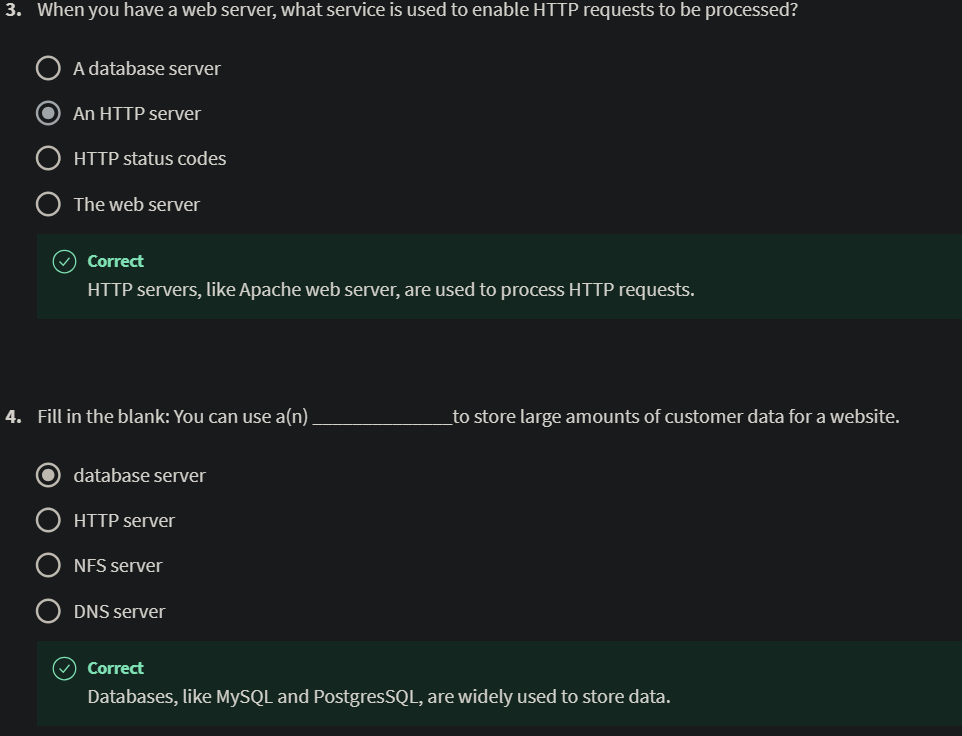 3. When you have a web server, what service is used to enable HTTP requests to be processed?
A database server
An HTTP server
HTTP status codes
The web server
Correct
HTTP servers, like Apache web server, are used to process HTTP requests.
4. Fill in the blank: You can use a(n) ______________to store large amounts of customer data for a website.
database server
HTTP server
NFS server
DNS server
Correct
Databases, like MySQL and PostgresSQL, are widely used to store data.